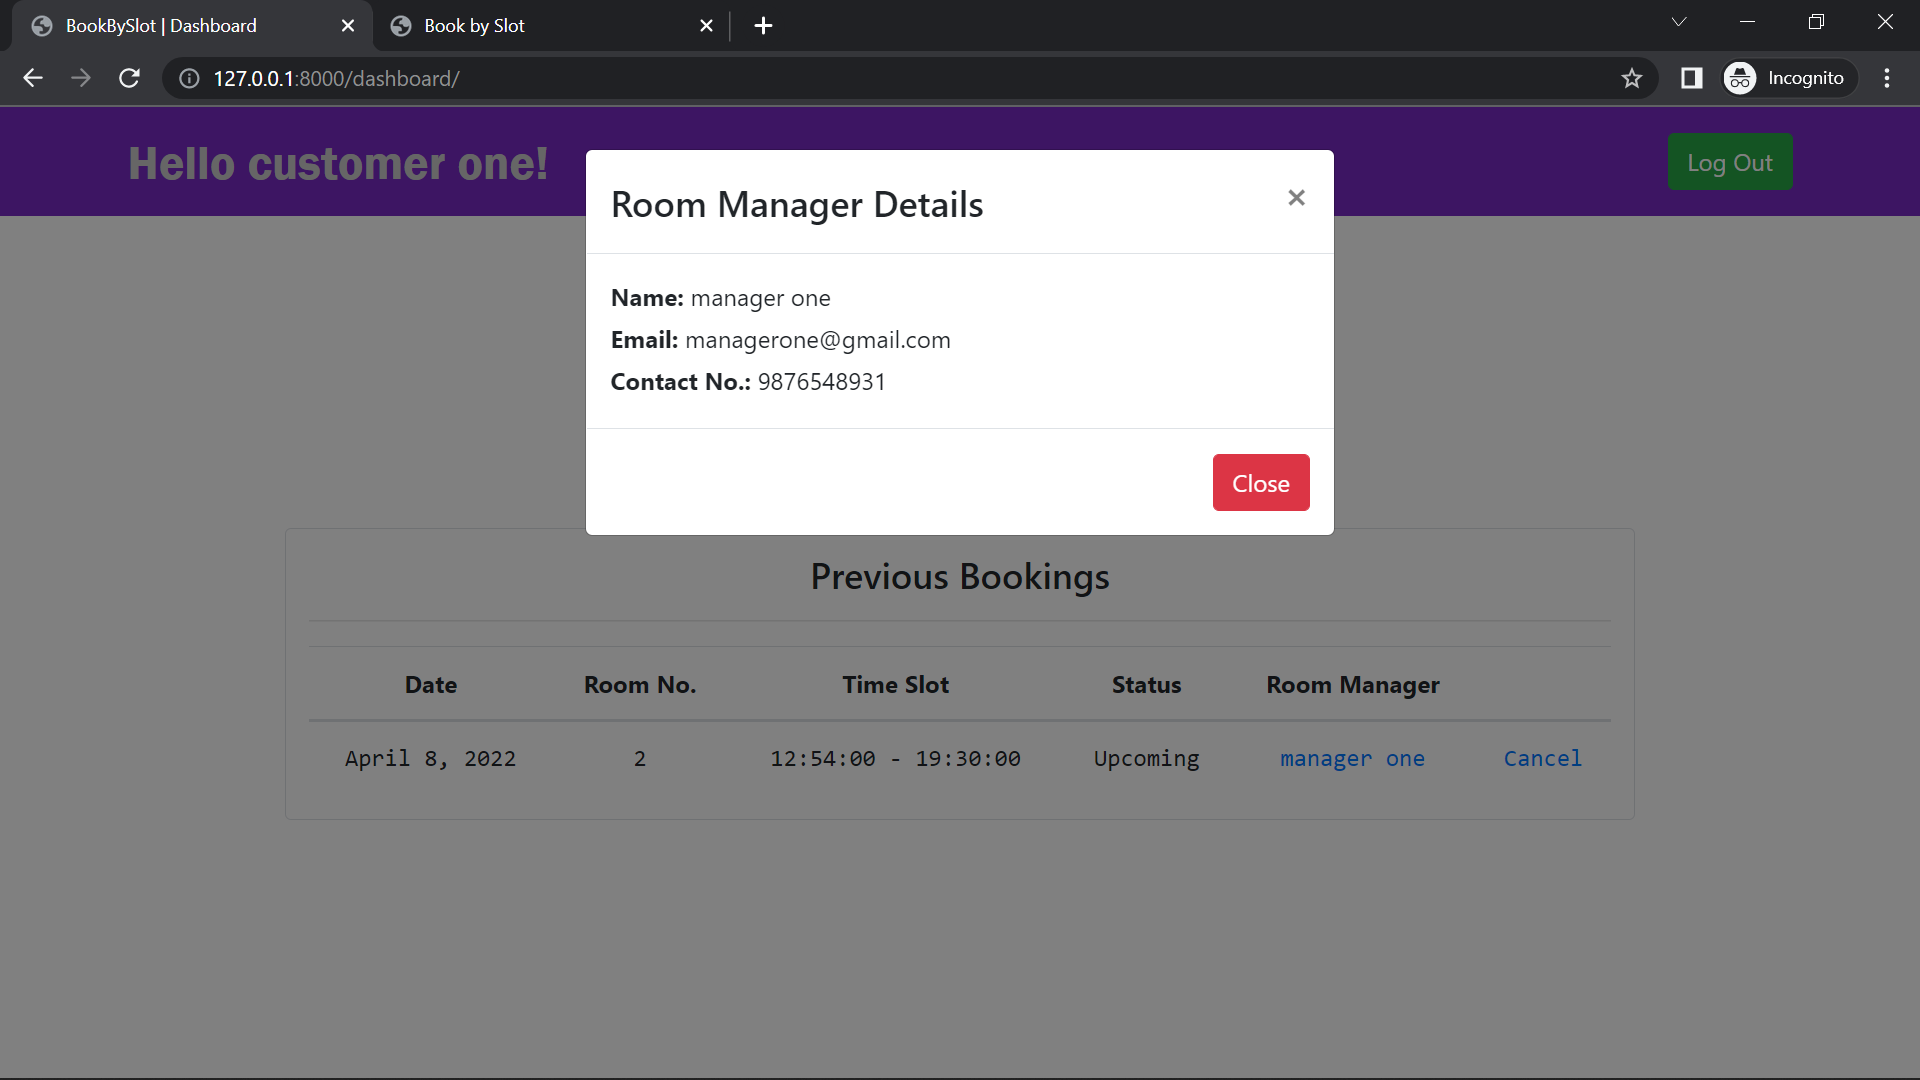 BookBySlot | Dashboard
Book by Slot
127.0.0.1:8000/dashboard/
Incognito
Hello customer one!
Log Out
Room Manager Details
×
Name: manager one
Email: managerone@gmail.com
Contact No.: 9876548931
Close
Previous Bookings
Date Room No. Time Slot Status Room Manager
April 8, 2022 2 12:54:00 - 19:30:00 Upcoming manager one Cancel